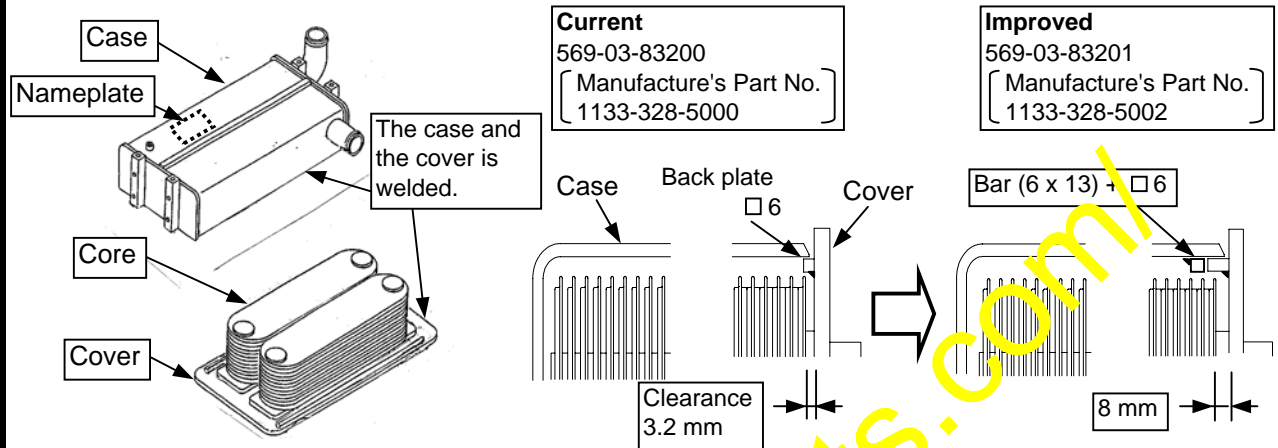 Case
Nameplate
The case and
the cover is
welded.
Core
Cover
Current
569-03-83200
Manufacture's Part No.
1133-328-5000
Improved
569-03-83201
Manufacture's Part No.
1133-328-5002
Case
Back plate
□ 6
Cover
Bar (6 x 13) + □ 6
Clearance
3.2 mm
8 mm
ts.com/